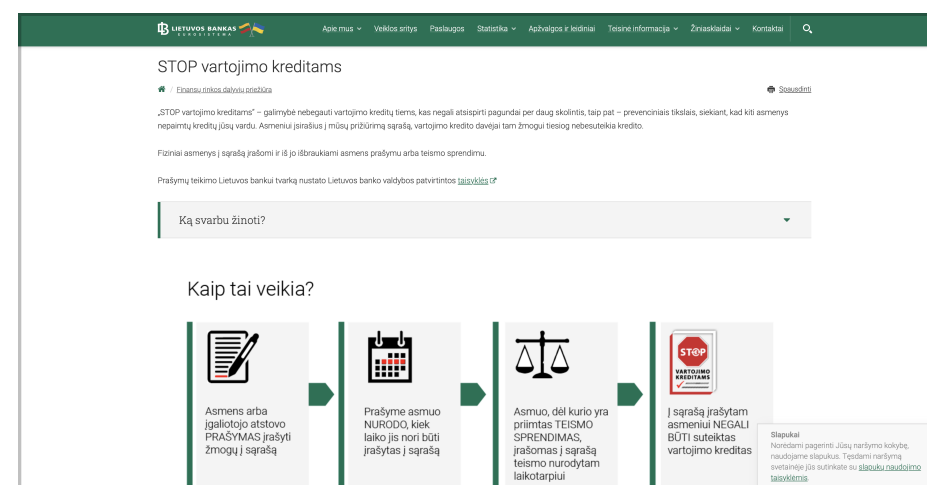 LIETUVOS BANKAS
EUROSISTEMA
Apie mus Veiklos sritys Paslaugos Statistika Apžvalgos ir leidiniai Teisinė informacija Žiniasklaidai Kontaktai
STOP vartojimo kreditams
/ Finansų rinkos dalyvių priežiūra
Spausdinti
„STOP vartojimo kreditams“ – galimybė nebegauti vartojimo kreditų tiems, kas negali atsispirti pagundai per daug skolintis, taip pat – prevenciniais tikslais, siekiant, kad kiti asmenys
nepaimtų kreditų jūsų vardu. Asmeniui įsirašius į mūsų prižiūrimą sąrašą, vartojimo kredito davėjai tam žmogui tiesiog nebesuteikia kredito.
Fiziniai asmenys į sąrašą įrašomi ir iš jo išbraukiami asmens prašymu arba teismo sprendimu.
Prašymų teikimo Lietuvos bankui tvarką nustato Lietuvos banko valdybos patvirtintos taisyklės
Ką svarbu žinoti?
Kaip tai veikia?
Asmens arba
įgaliotojo atstovo
PRAŠYMAS įrašyti
žmogų į sąrašą
Prašyme asmuo
NURODO, kiek
laiko jis nori būti
įrašytas į sąrašą
Asmuo, dėl kurio yra
priimtas TEISMO
SPRENDIMAS,
įrašomas į sąrašą
teismo nurodytam
laikotarpiui
STOP
VARTOJIMO
KREDITAMS
Į sąrašą įrašytam
asmeniui NEGALI
BŪTI suteiktas
vartojimo kreditas
Slapukai
Norėdami pagerinti Jūsų naršymo kokybę,
naudojame slapukus. Tęsdami naršymą
svetainėje jūs sutinkate su slapukų naudojimo
taisyklėmis.